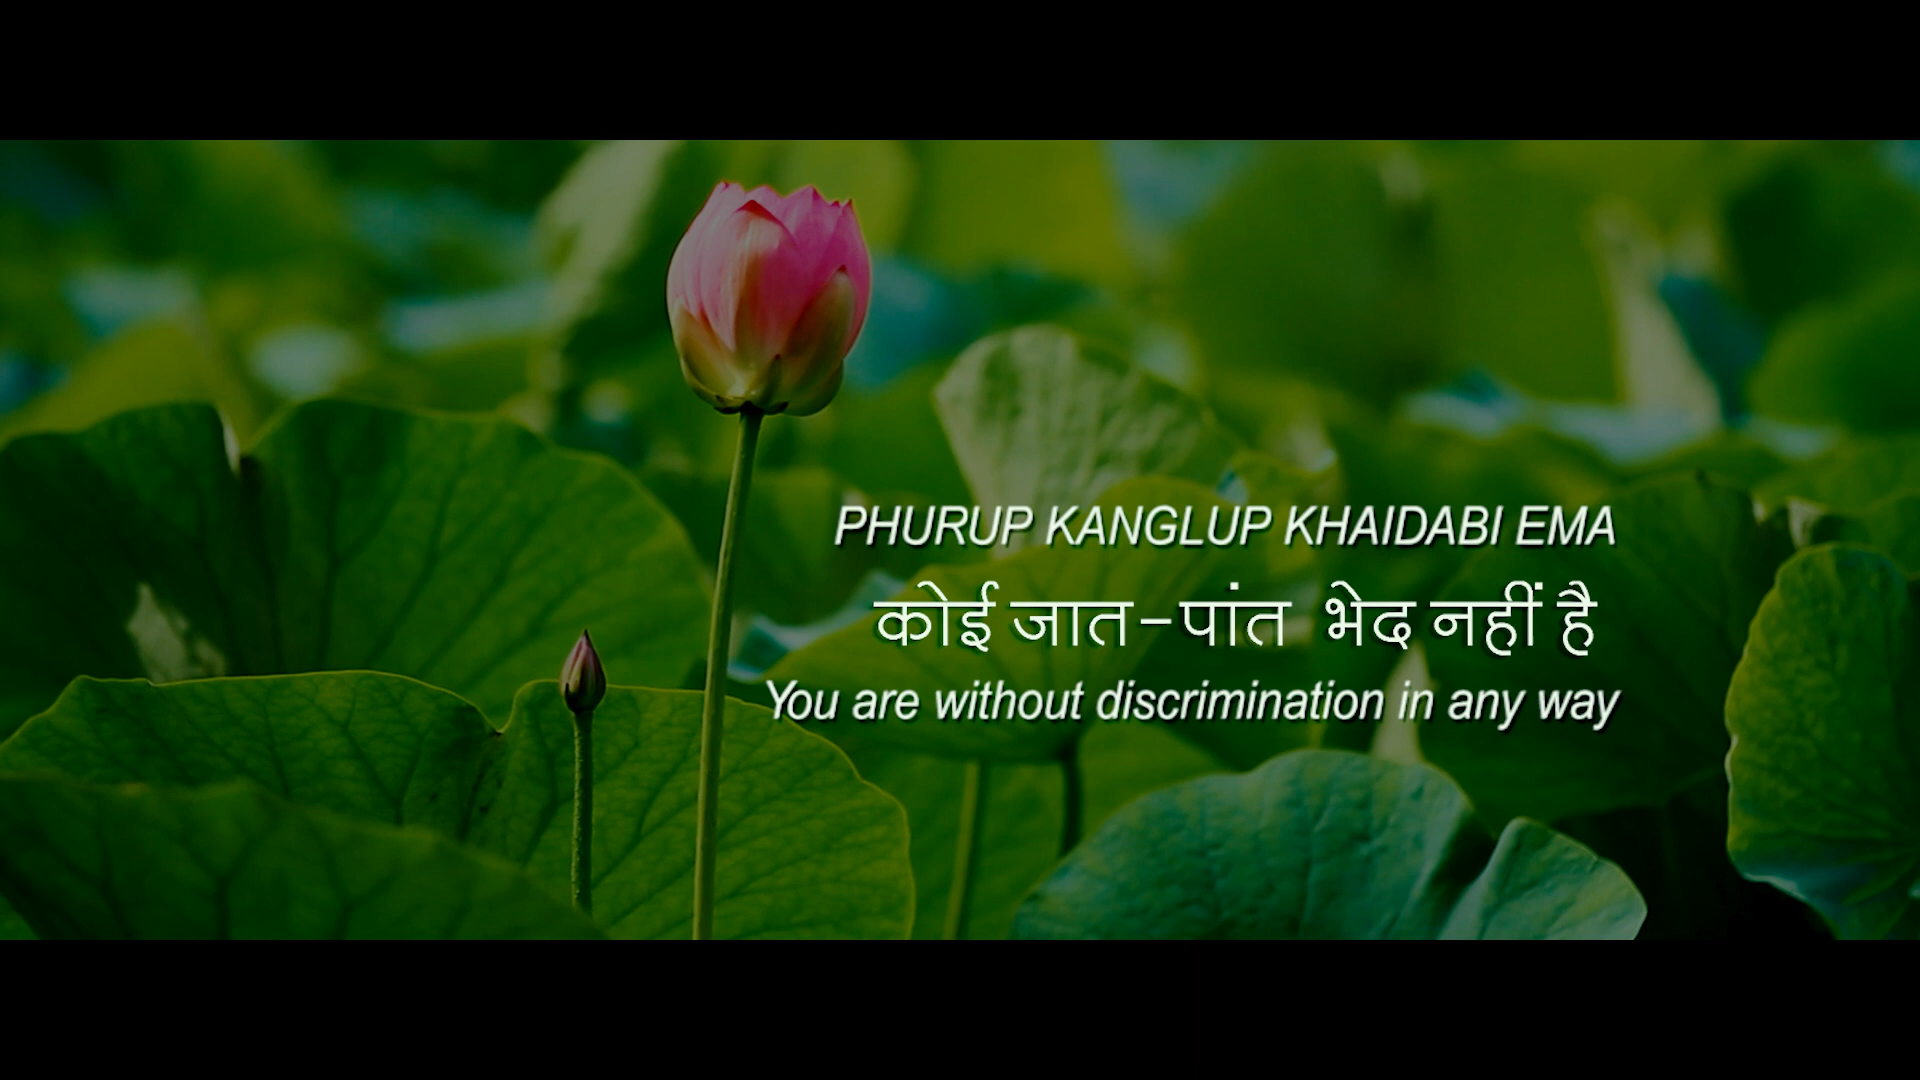 PHURUP KANGLUP KHAIDABI EMA
कोई जात-पांत भेद नहीं है
You are without discrimination in any way